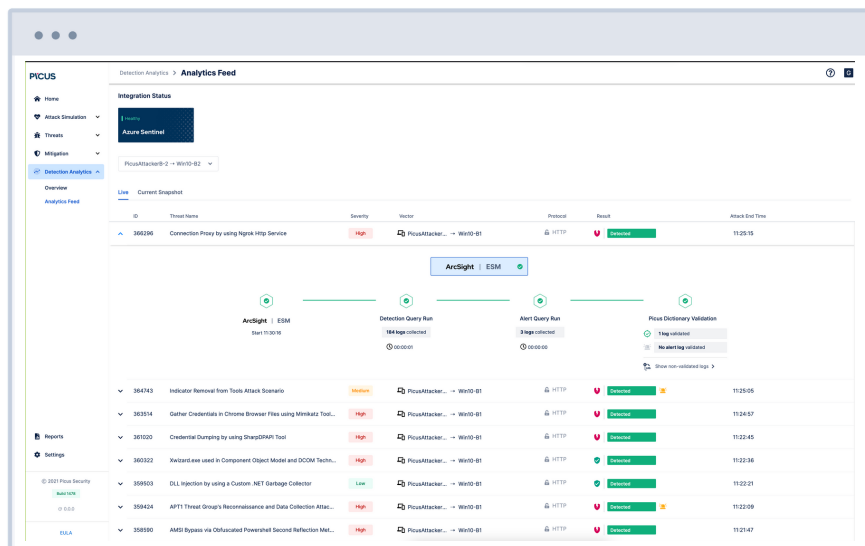 PICUS
Detection Analytics > Analytics Feed
G
Home
Attack Simulation
Threats
Mitigation
Detection Analytics
Overview
Analytics Feed
Reports
Settings
© 2021 Picus Security
Build 1476
EULA
Integration Status
Healthy
Azure Sentinel
PicusAttackerB-2 → Win10-B2
Live Current Snapshot
ID Threat Name Severity Vector Protocol Result Attack End Time
366296 Connection Proxy by using Ngrok Http Service High PicusAttacker... → Win10-B1 HTTP Detected 11:25:15
ArcSight | ESM
ArcSight | ESM
Start 11:30:16
Detection Query Run
194 logs collected
00:00:01
Alert Query Run
3 logs collected
00:00:00
Picus Dictionary Validation
1 log validated
No alert log validated
Show non-validated logs >
364743 Indicator Removal from Tools Attack Scenario Medium PicusAttacker... → Win10-B1 HTTP Detected 11:25:05
363514 Gather Credentials in Chrome Browser Files using Mimikatz Tool... High PicusAttacker... → Win10-B1 HTTP Detected 11:24:57
361020 Credential Dumping by using SharpDPAPI Tool High PicusAttacker... → Win10-B1 HTTP Detected 11:22:45
360322 Xwizard.exe used in Component Object Model and DCOM Techn... High PicusAttacker... → Win10-B1 HTTP Detected 11:22:36
359503 DLL Injection by using a Custom .NET Garbage Collector Low PicusAttacker... → Win10-B1 HTTP Detected 11:22:21
359424 APT1 Threat Group's Reconnaissance and Data Collection Attac... High PicusAttacker... → Win10-B1 HTTP Detected 11:22:09
358590 AMSI Bypass via Obfuscated Powershell Second Reflection Met... High PicusAttacker... → Win10-B1 HTTP Detected 11:21:47